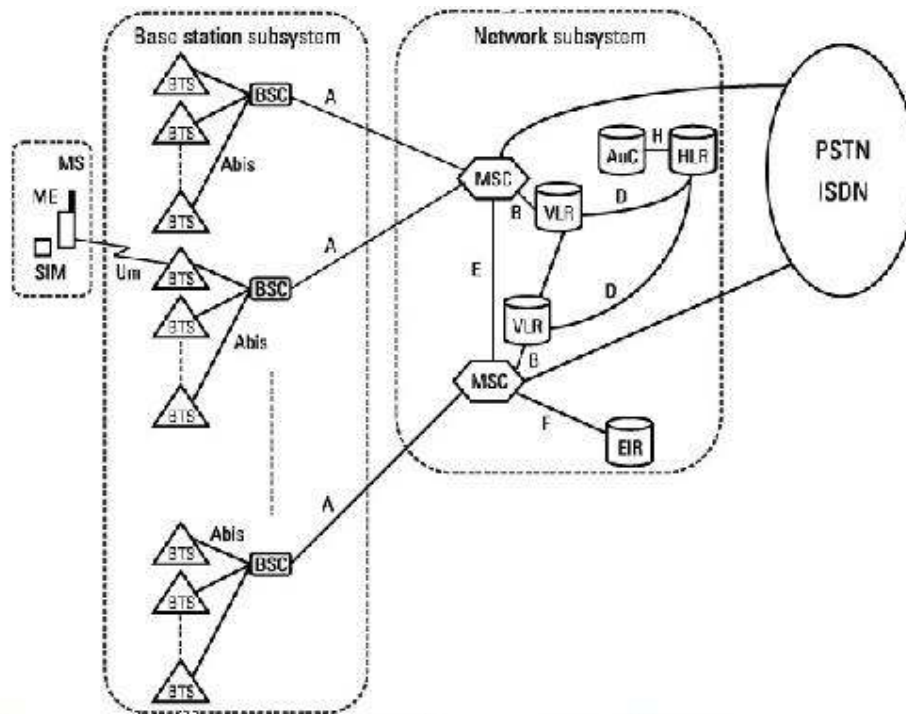 Base station subsystem
Network subsystem
BTS
BSC
A
BTS
Abis
BTS
MS
ME
SIM
Um
BTS
BSC
A
BTS
Abis
BTS
Abis
BTS
BSC
A
BTS
BTS
MSC
B
VLR
D
AuC
H
HLR
E
D
VLR
B
MSC
F
EIR
PSTN
ISDN